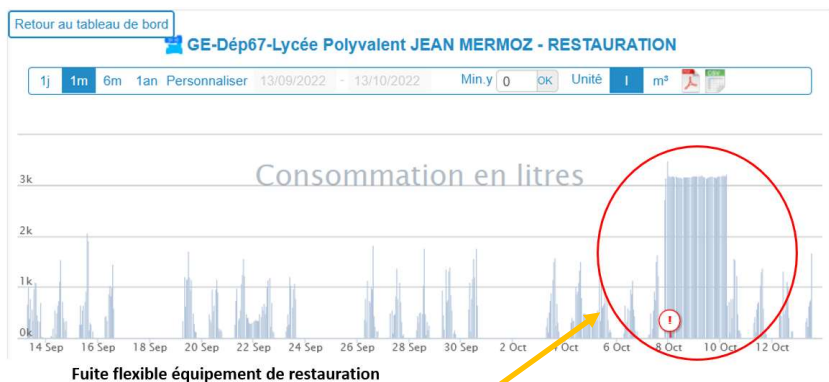 Retour au tableau de bord
GE-Dép67-Lycée Polyvalent JEAN MERMOZ - RESTAURATION
1j 1m 6m 1an Personnaliser 13/09/2022 - 13/10/2022 Min.y 0 OK Unité l m³
Consommation en litres
3k
2k
1k
0k
14 Sep 16 Sep 18 Sep 20 Sep 22 Sep 24 Sep 26 Sep 28 Sep 30 Sep 2 Oct 4 Oct 6 Oct 8 Oct 10 Oct 12 Oct
!
Fuite flexible équipement de restauration